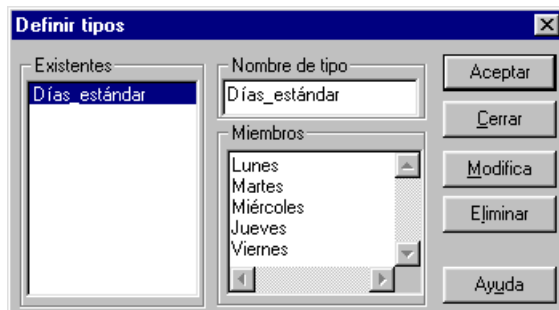 Definir tipos
Existentes
Días_estándar
Nombre de tipo
Días_estándar
Miembros
Lunes
Martes
Miércoles
Jueves
Viernes
Aceptar
Cerrar
Modifica
Eliminar
Ayuda